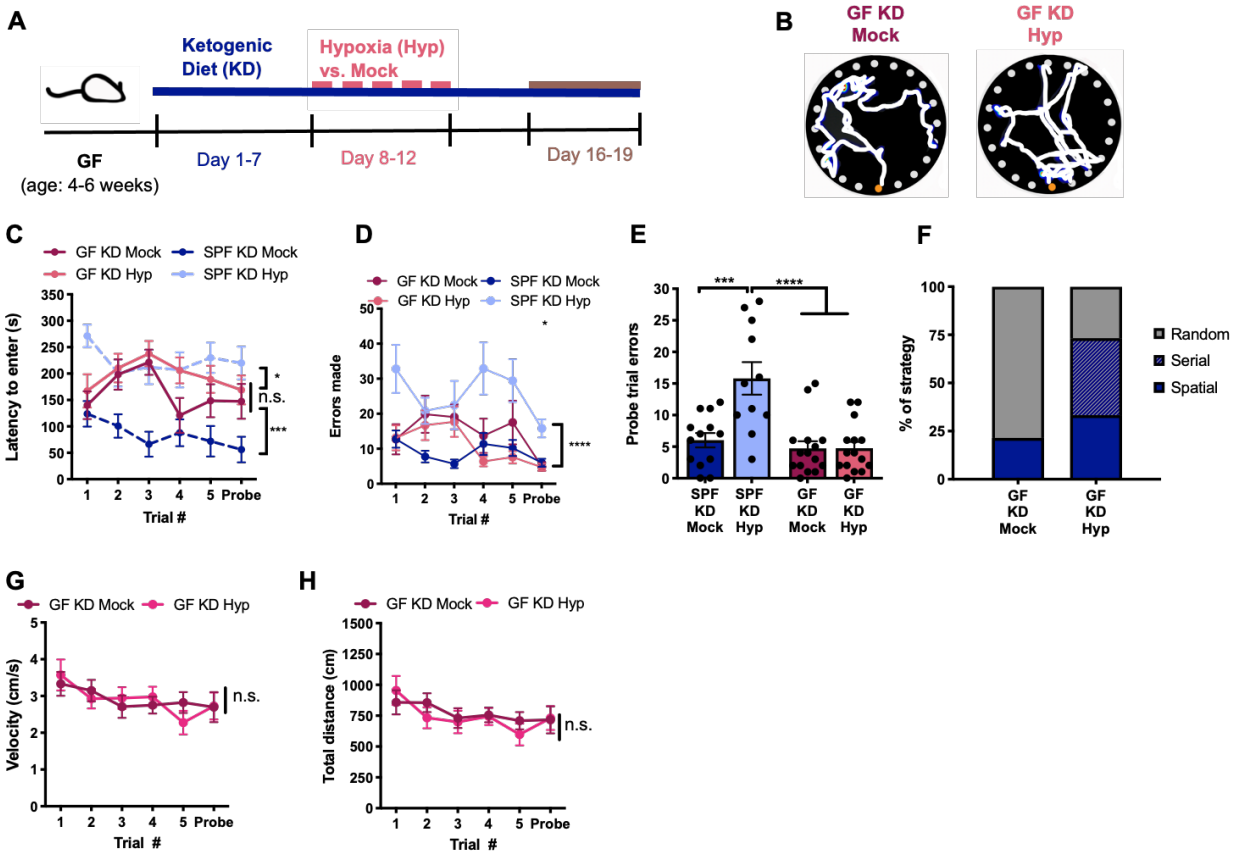 A
Ketogenic
Diet (KD)
Hypoxia (Hyp)
vs. Mock
GF
(age: 4-6 weeks)
Day 1-7
Day 8-12
Day 16-19
B
GF KD
Mock
GF KD
Hyp
C
GF KD Mock
SPF KD Mock
GF KD Hyp
SPF KD Hyp
Latency to enter (s)
350
300
250
200
150
100
50
0
1 2 3 4 5 Probe
Trial #
*
n.s.
***
D
GF KD Mock
SPF KD Mock
GF KD Hyp
SPF KD Hyp
Errors made
50
40
30
20
10
0
1 2 3 4 5 Probe
Trial #
*
****
E
Probe trial errors
30
25
20
15
10
5
0
***
****
SPF
KD
Mock
SPF
KD
Hyp
GF
KD
Mock
GF
KD
Hyp
F
% of strategy
100
75
50
25
0
GF
KD
Mock
GF
KD
Hyp
Random
Serial
Spatial
G
GF KD Mock
GF KD Hyp
Velocity (cm/s)
5
4
3
2
1
0
1 2 3 4 5 Probe
Trial #
n.s.
H
GF KD Mock
GF KD Hyp
Total distance (cm)
1500
1250
1000
750
500
250
0
1 2 3 4 5 Probe
Trial #
n.s.